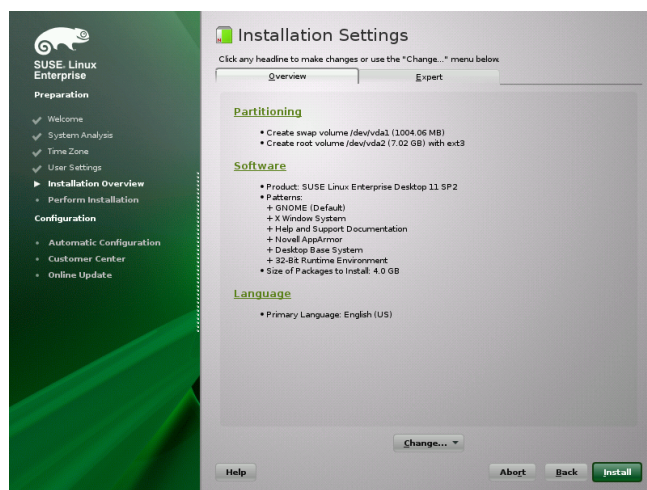 SUSE. Linux
Enterprise
Preparation
Welcome
System Analysis
Time Zone
User Settings
Installation Overview
Perform Installation
Configuration
Automatic Configuration
Customer Center
Online Update
Installation Settings
Click any headline to make changes or use the "Change..." menu below.
Overview
Expert
Partitioning
• Create swap volume /dev/vda1 (1004.06 MB)
• Create root volume /dev/vda2 (7.02 GB) with ext3
Software
• Product: SUSE Linux Enterprise Desktop 11 SP2
• Patterns:
+ GNOME (Default)
+ X Window System
+ Help and Support Documentation
+ Novell AppArmor
+ Desktop Base System
+ 32-Bit Runtime Environment
• Size of Packages to Install: 4.0 GB
Language
• Primary Language: English (US)
Change...
Help
Abort
Back
Install